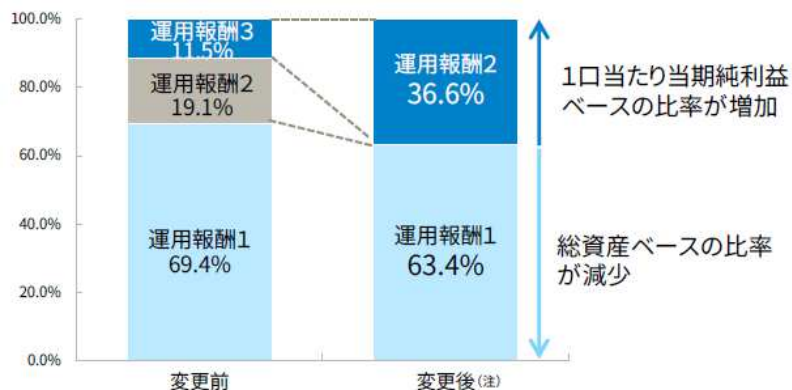 100.0%
80.0%
60.0%
40.0%
20.0%
0.0%
運用報酬3
11.5%
運用報酬2
19.1%
運用報酬1
69.4%
変更前
運用報酬2
36.6%
運用報酬1
63.4%
変更後(注)
1口当たり当期純利益
ベースの比率が増加
総資産ベースの比率
が減少